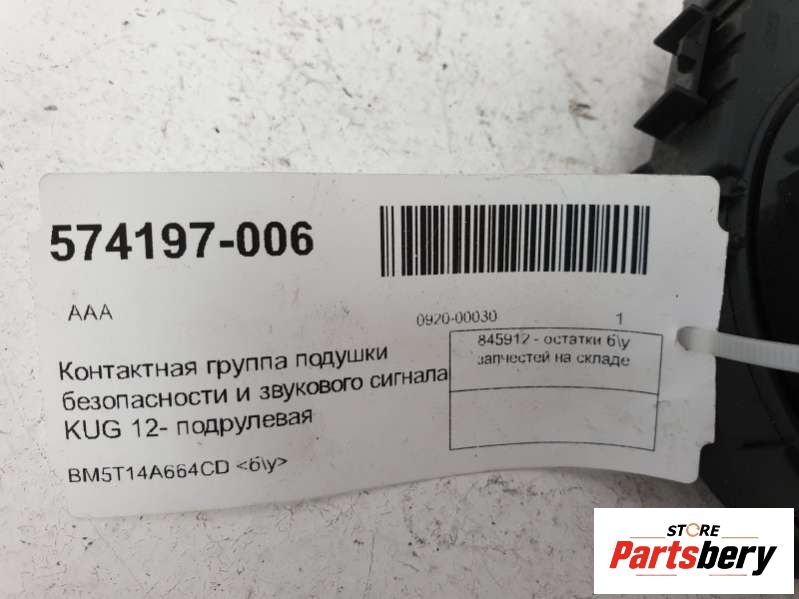 574197-006
AAA
0920-00030 1
845912 - остатки б\у
запчестей на складе
Контактная группа подушки
безопасности и звукового сигнала
KUG 12- подрулевая
BM5T14A664CD <б\у>
STORE
Partsbery